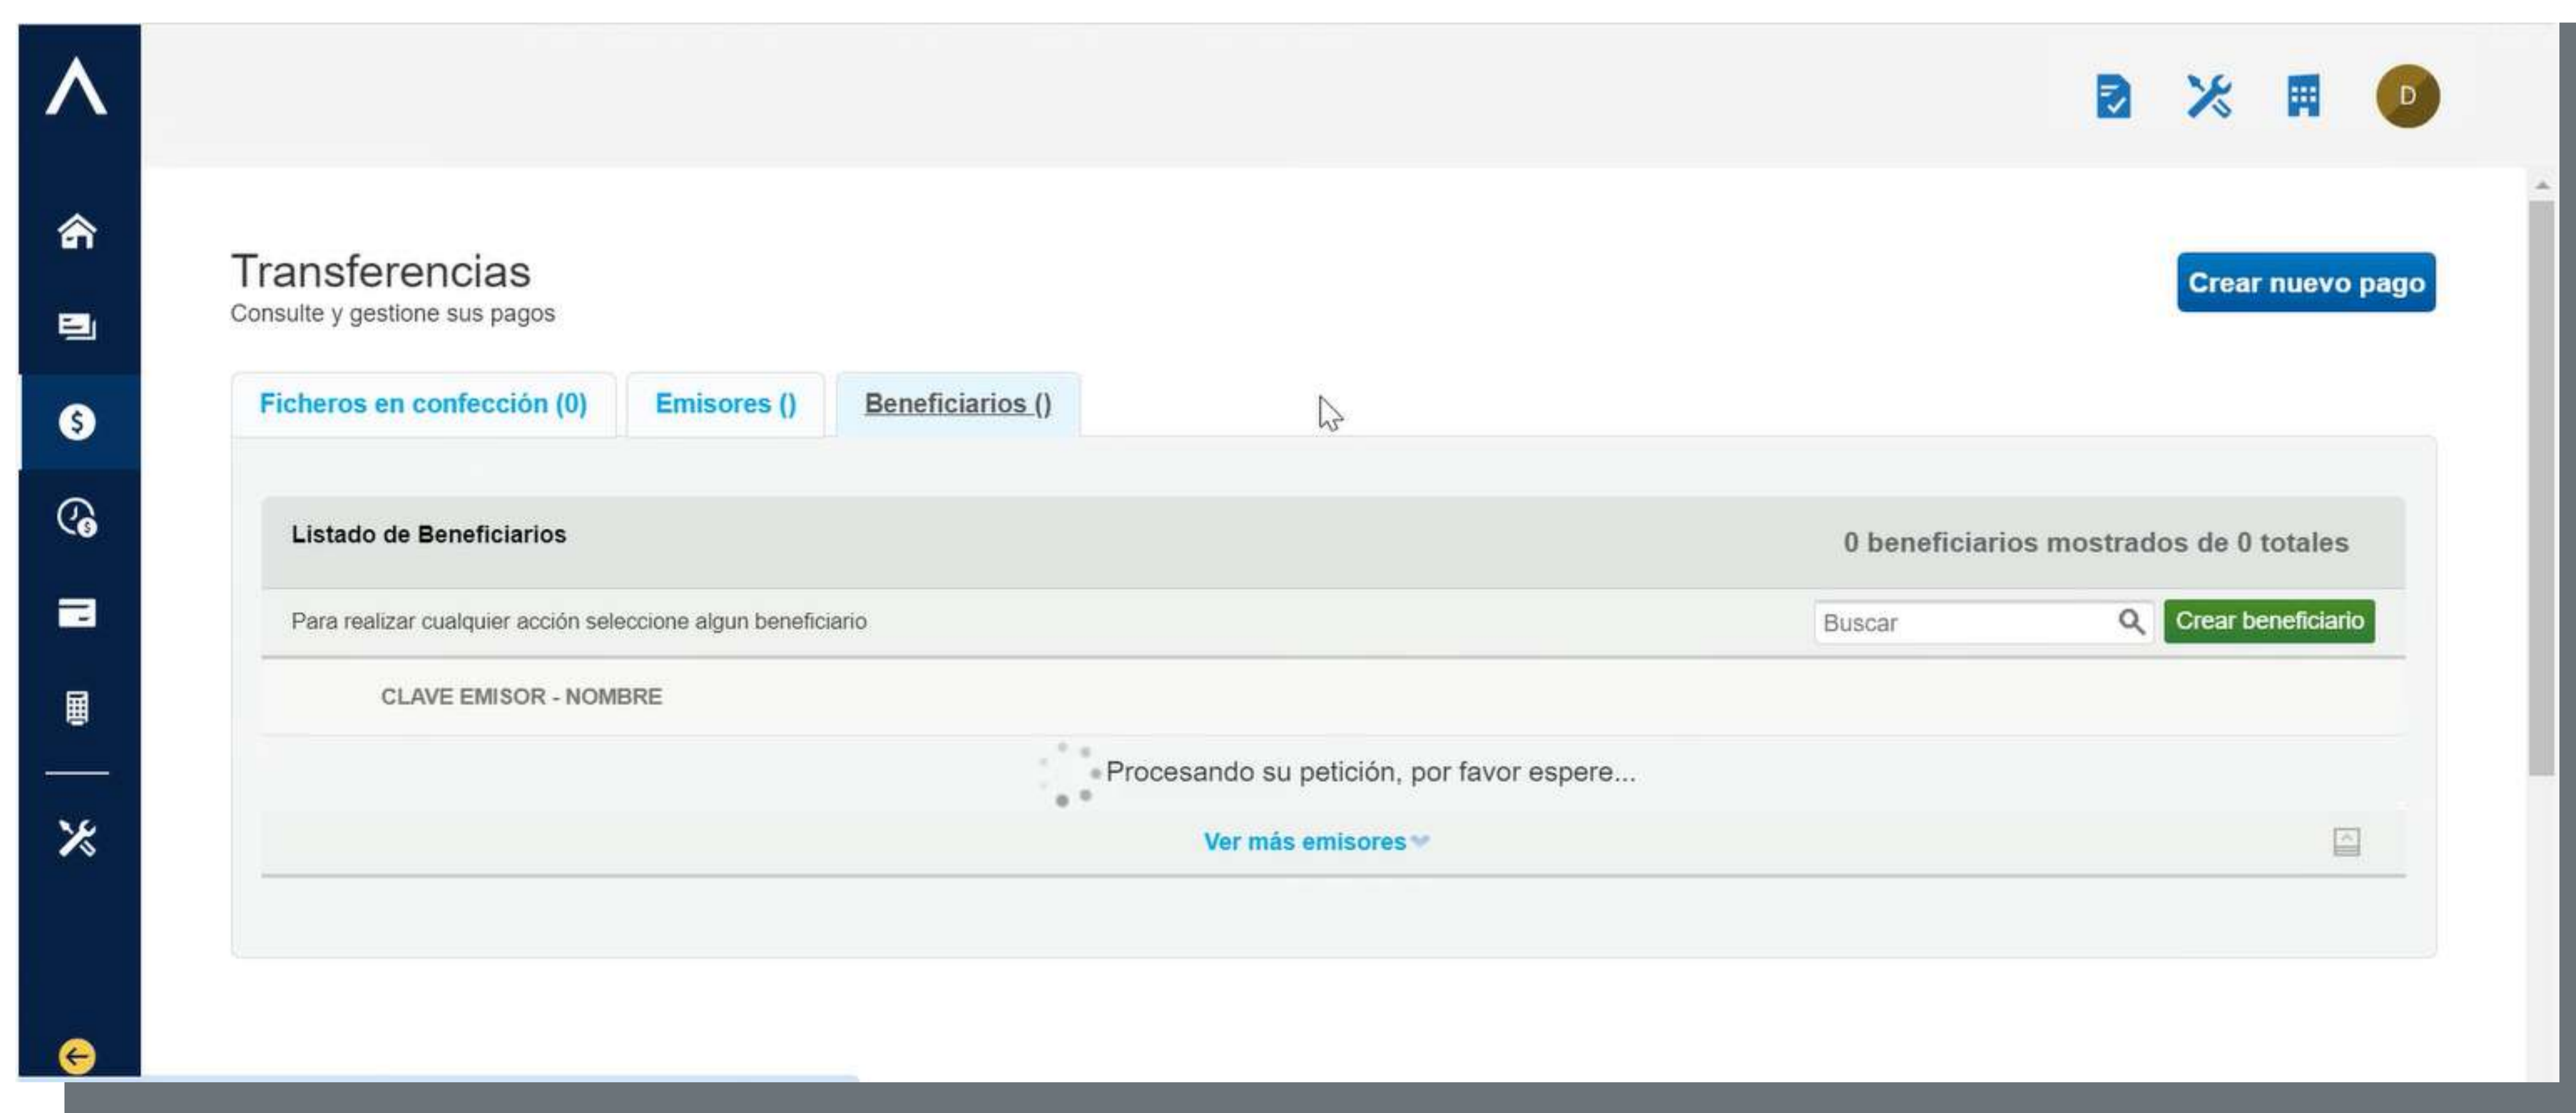 D
Transferencias
Crear nuevo pago
Consulte y gestione sus pagos
Ficheros en confección (0)
Emisores ()
Beneficiarios ()
Listado de Beneficiarios
0 beneficiarios mostrados de 0 totales
Para realizar cualquier acción seleccione algun beneficiario
Buscar
Crear beneficiario
CLAVE EMISOR - NOMBRE
Procesando su petición, por favor espere...
Ver más emisores